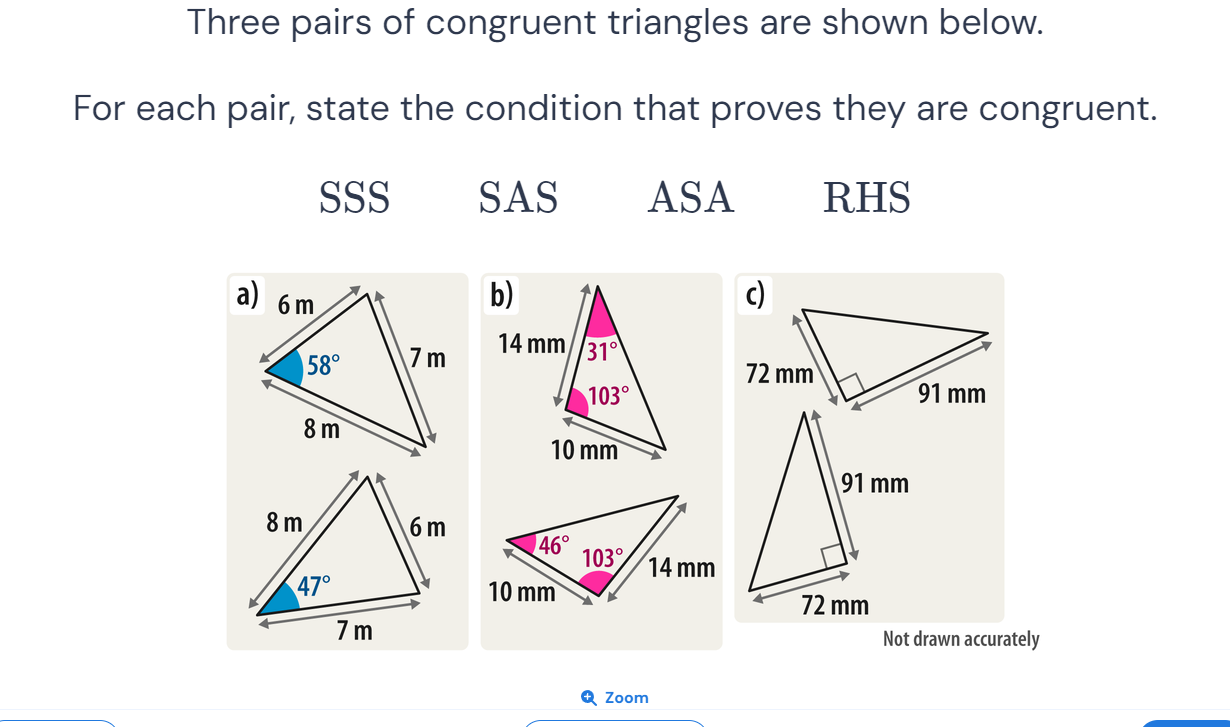 Three pairs of congruent triangles are shown below.
For each pair, state the condition that proves they are congruent.
SSS SAS ASA RHS
a)
6 m
58°
7 m
8 m
8 m
6 m
47°
7 m
b)
14 mm
31°
103°
10 mm
46°
103°
14 mm
10 mm
c)
72 mm
91 mm
91 mm
72 mm
Not drawn accurately
Zoom